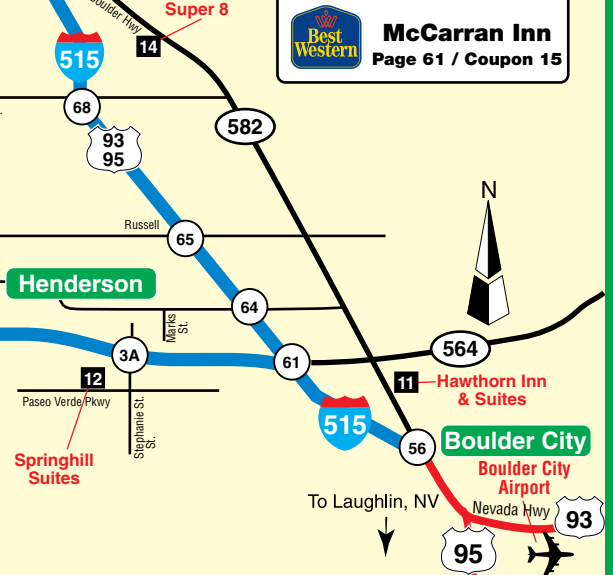 Boulder Hwy
Super 8
14
515
Best
Western
McCarran Inn
Page 61 / Coupon 15
68
582
93
95
N
Russell
65
Henderson
64
Marks
St.
3A
61
564
12
11
Hawthorn Inn
& Suites
Paseo Verde Pkwy
Stephanie St.
St.
515
56
Boulder City
Springhill
Suites
Boulder City
Airport
To Laughlin, NV
Nevada Hwy
93
95